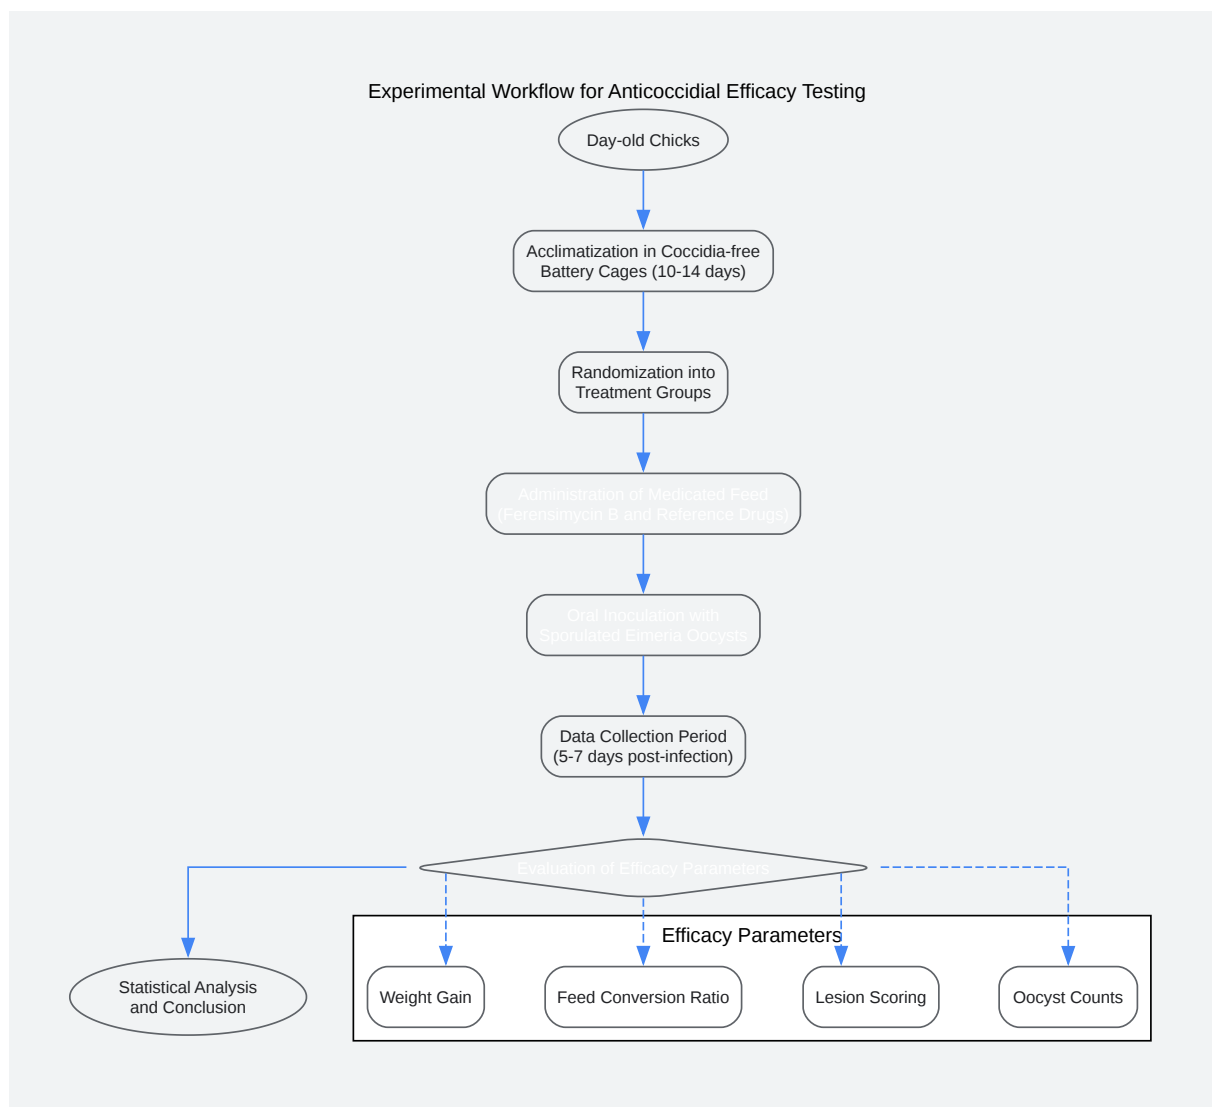 Experimental Workflow for Anticoccidial Efficacy Testing
Day-old Chicks
Acclimatization in Coccidia-free
Battery Cages (10-14 days)
Randomization into
Treatment Groups
Administration of Medicated Feed
(Ferensimycin B and Reference Drugs)
Oral Inoculation with
Sporulated Eimeria Oocysts
Data Collection Period
(5-7 days post-infection)
Evaluation of Efficacy Parameters
Efficacy Parameters
Statistical Analysis
and Conclusion
Weight Gain
Feed Conversion Ratio
Lesion Scoring
Oocyst Counts